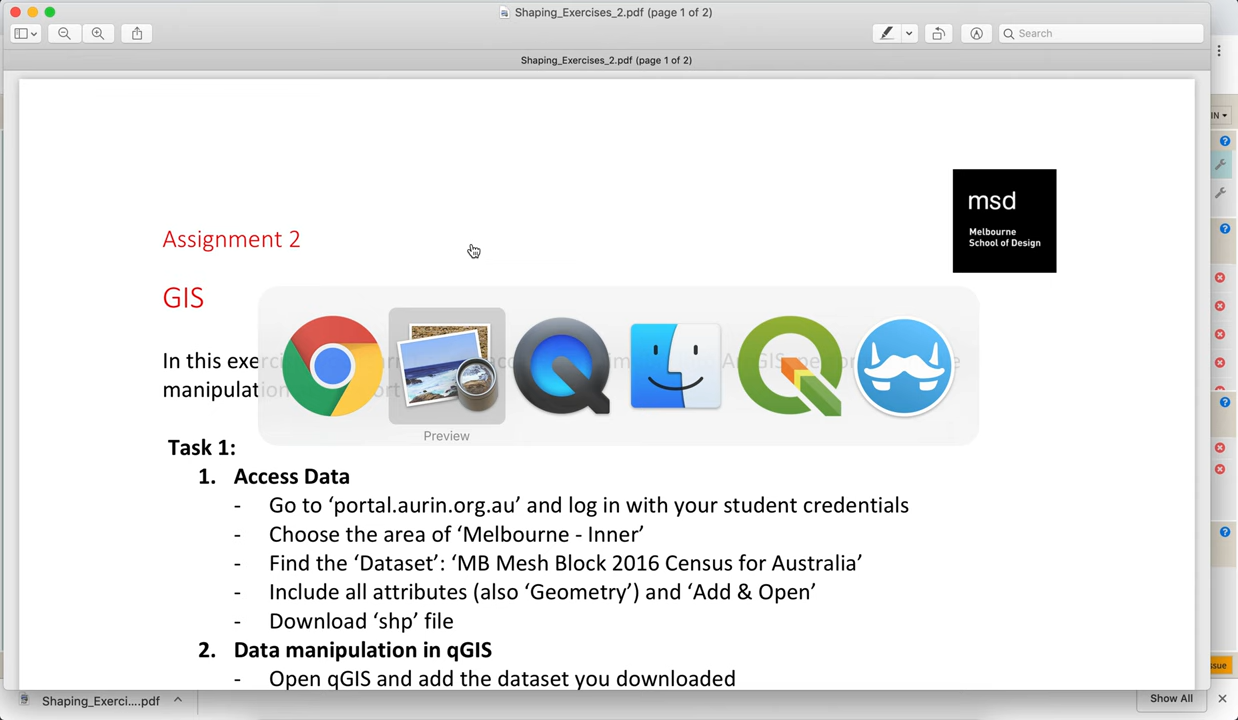 Shaping_Exercises_2.pdf (page 1 of 2)
Search
Shaping_Exercises_2.pdf (page 1 of 2)
IN
msd
Melbourne
School of Design
Assignment 2
GIS
In this exer
manipulat
Preview
Task 1:
1. Access Data
- Go to ‘portal.aurin.org.au’ and log in with your student credentials
- Choose the area of ‘Melbourne - Inner’
- Find the ‘Dataset’: ‘MB Mesh Block 2016 Census for Australia’
- Include all attributes (also ‘Geometry’) and ‘Add & Open’
- Download ‘shp’ file
2. Data manipulation in qGIS
- Open qGIS and add the dataset you downloaded
ssue
Shaping_Exerci....pdf
Show All